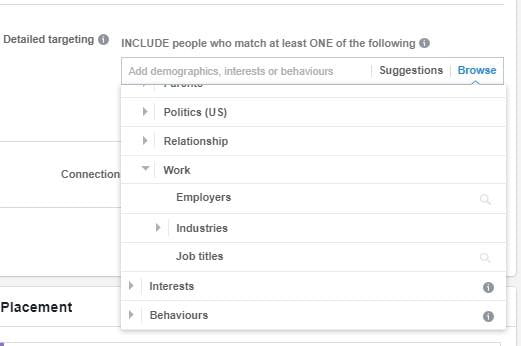 Detailed targeting
INCLUDE people who match at least ONE of the following
Add demographics, interests or behaviours
Suggestions
Browse
Parents
Politics (US)
Relationship
Work
Connection
Employers
Industries
Job titles
Interests
Behaviours
Placement